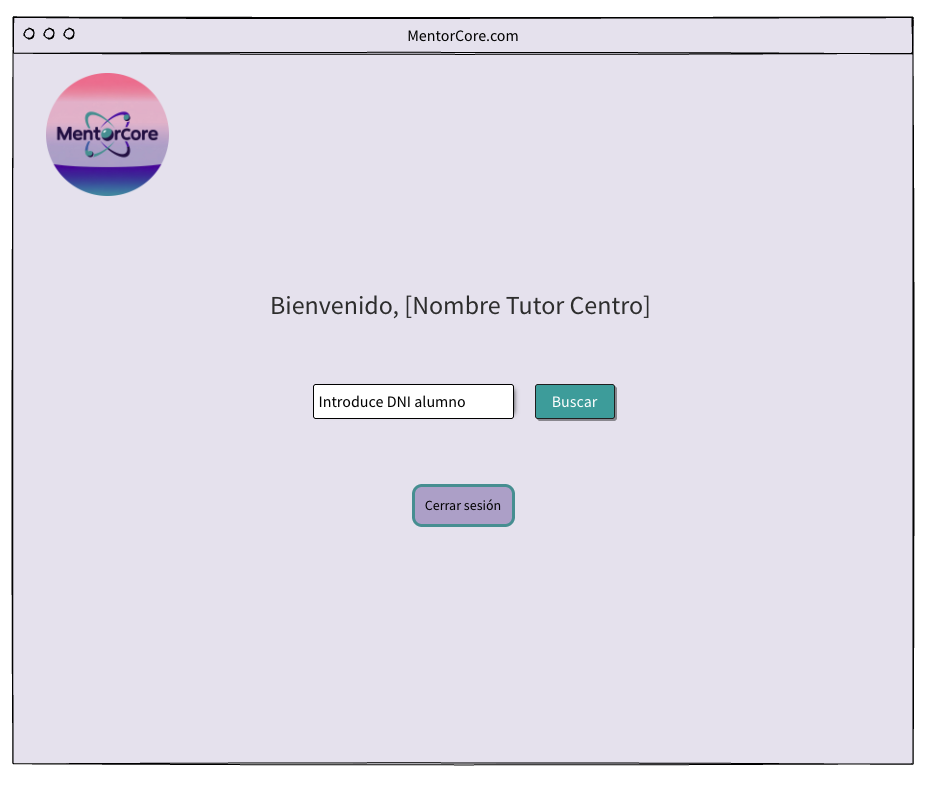 MentorCore.com
MentorCore
Bienvenido, [Nombre Tutor Centro]
Introduce DNI alumno
Buscar
Cerrar sesión